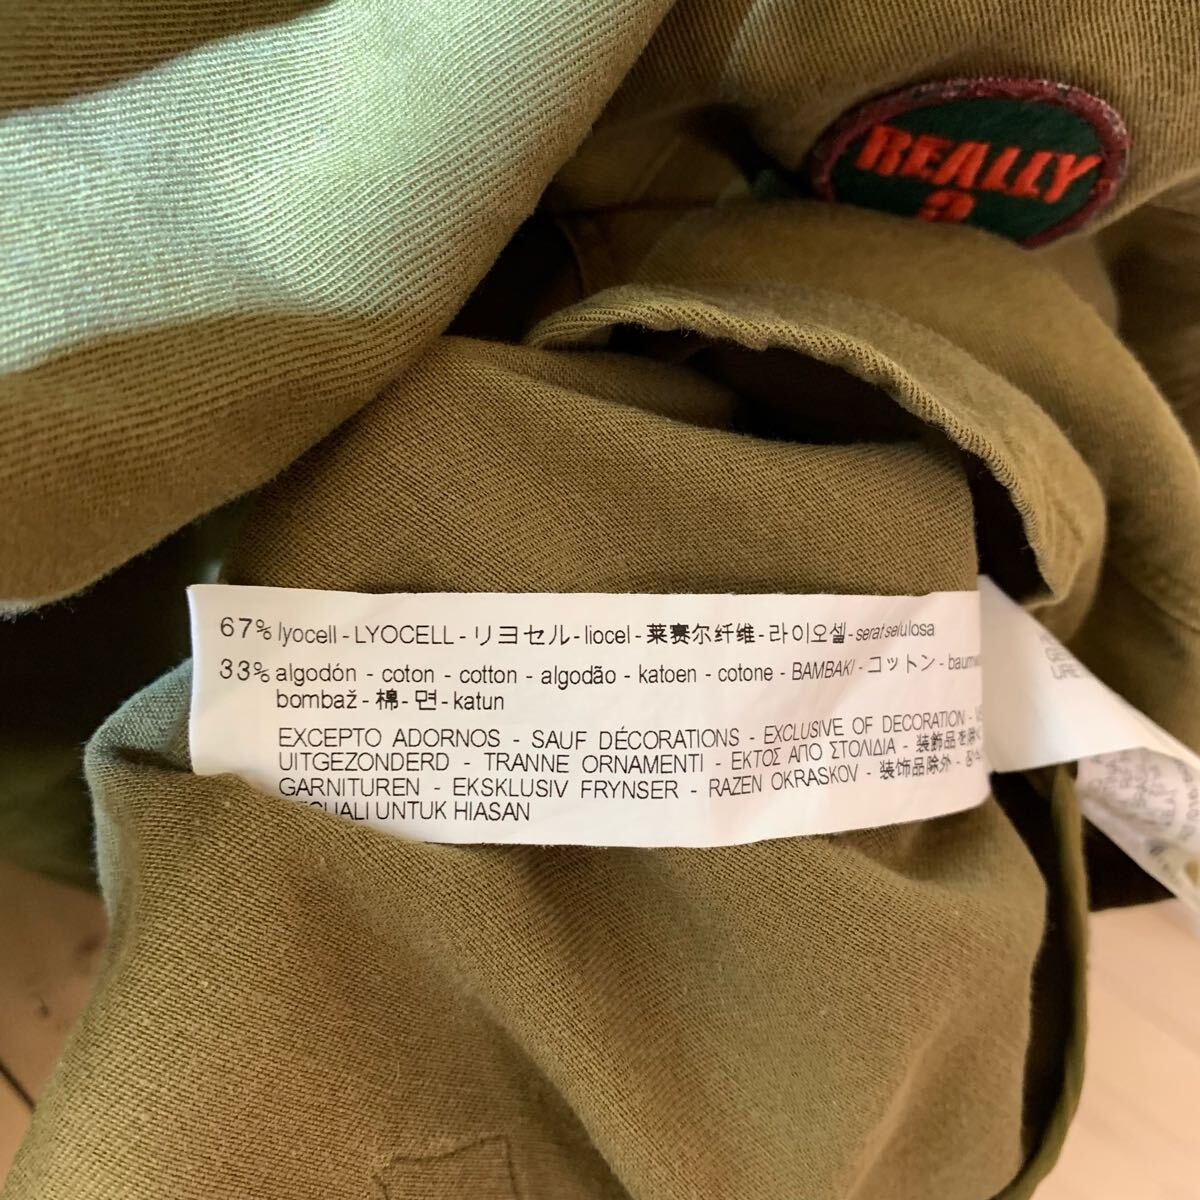 REALLY
?
67% lyocell - LYOCELL - リヨセル - liocel - 莱赛尔纤维 - 라이오셀 - serat selulosa
33% algodón - coton - cotton - algodão - katoen - cotone - BAMBAKI - コットン -
bombaž - 棉 - 면 - katun
EXCEPTO ADORNOS - SAUF DÉCORATIONS - EXCLUSIVE OF DECORATION -
UITGEZONDERD - TRANNE ORNAMENTI - ΕΚΤΟΣ ΑΠΟ ΣΤΟΛΙΔΙΑ - 装飾品を除く
GARNITUREN - EKSKLUSIV FRYNSER - RAZEN OKRASKOV - 装饰品除外 -
UNTUK HIASAN